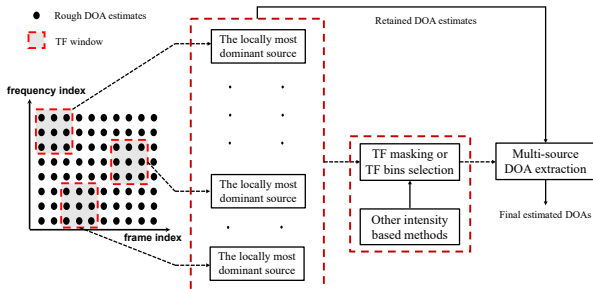 Rough DOA estimates
TF window
Retained DOA estimates
The locally most
dominant source
frequency index
TF masking or
TF bins selection
Multi-source
DOA extraction
The locally most
dominant source
Other intensity
based methods
Final estimated DOAs
frame index
The locally most
dominant source